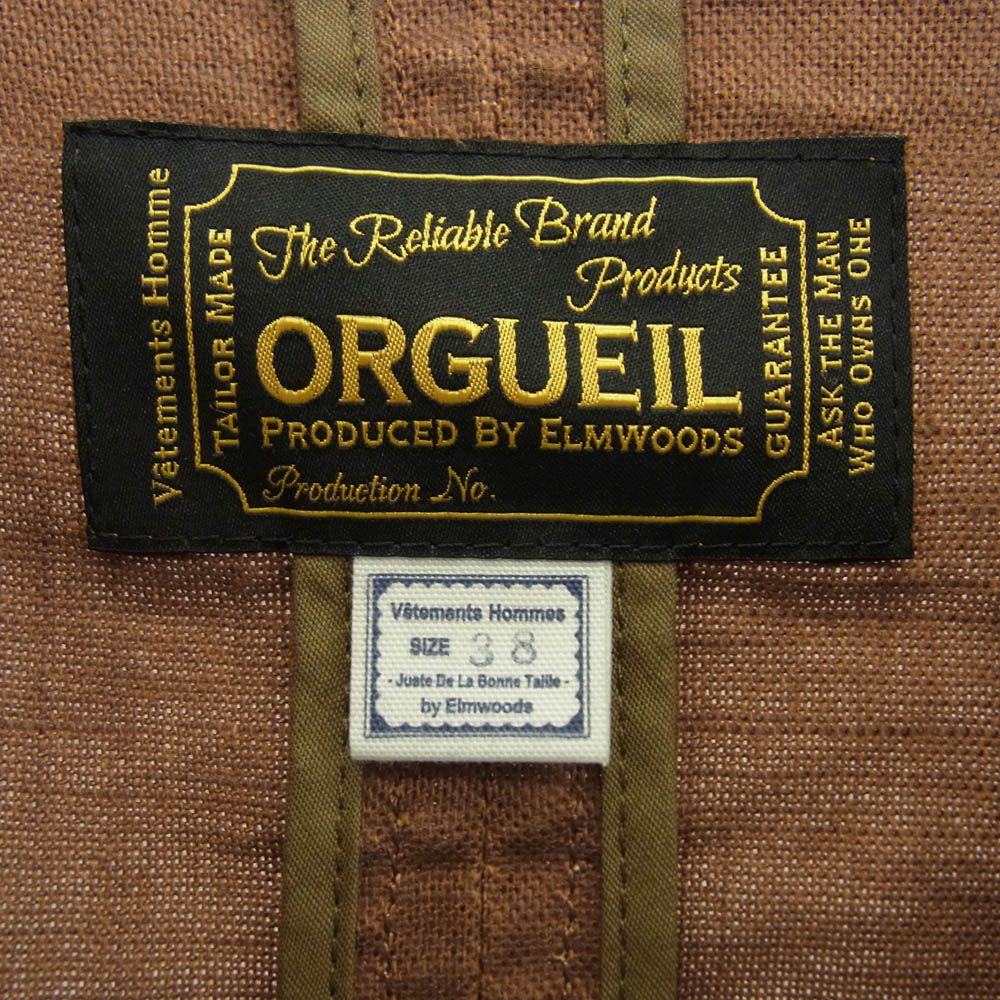 Vêtements Homme
TAILOR MADE
The Reliable Brand
Products
ORGUEIL
PRODUCED BY ELMWOODS
Production No.
GUARANTEE
ASK THE MAN
WHO OWNS ONE
Vêtements Hommes
SIZE 38
- Juste De La Bonne Taille -
by Elmwoods